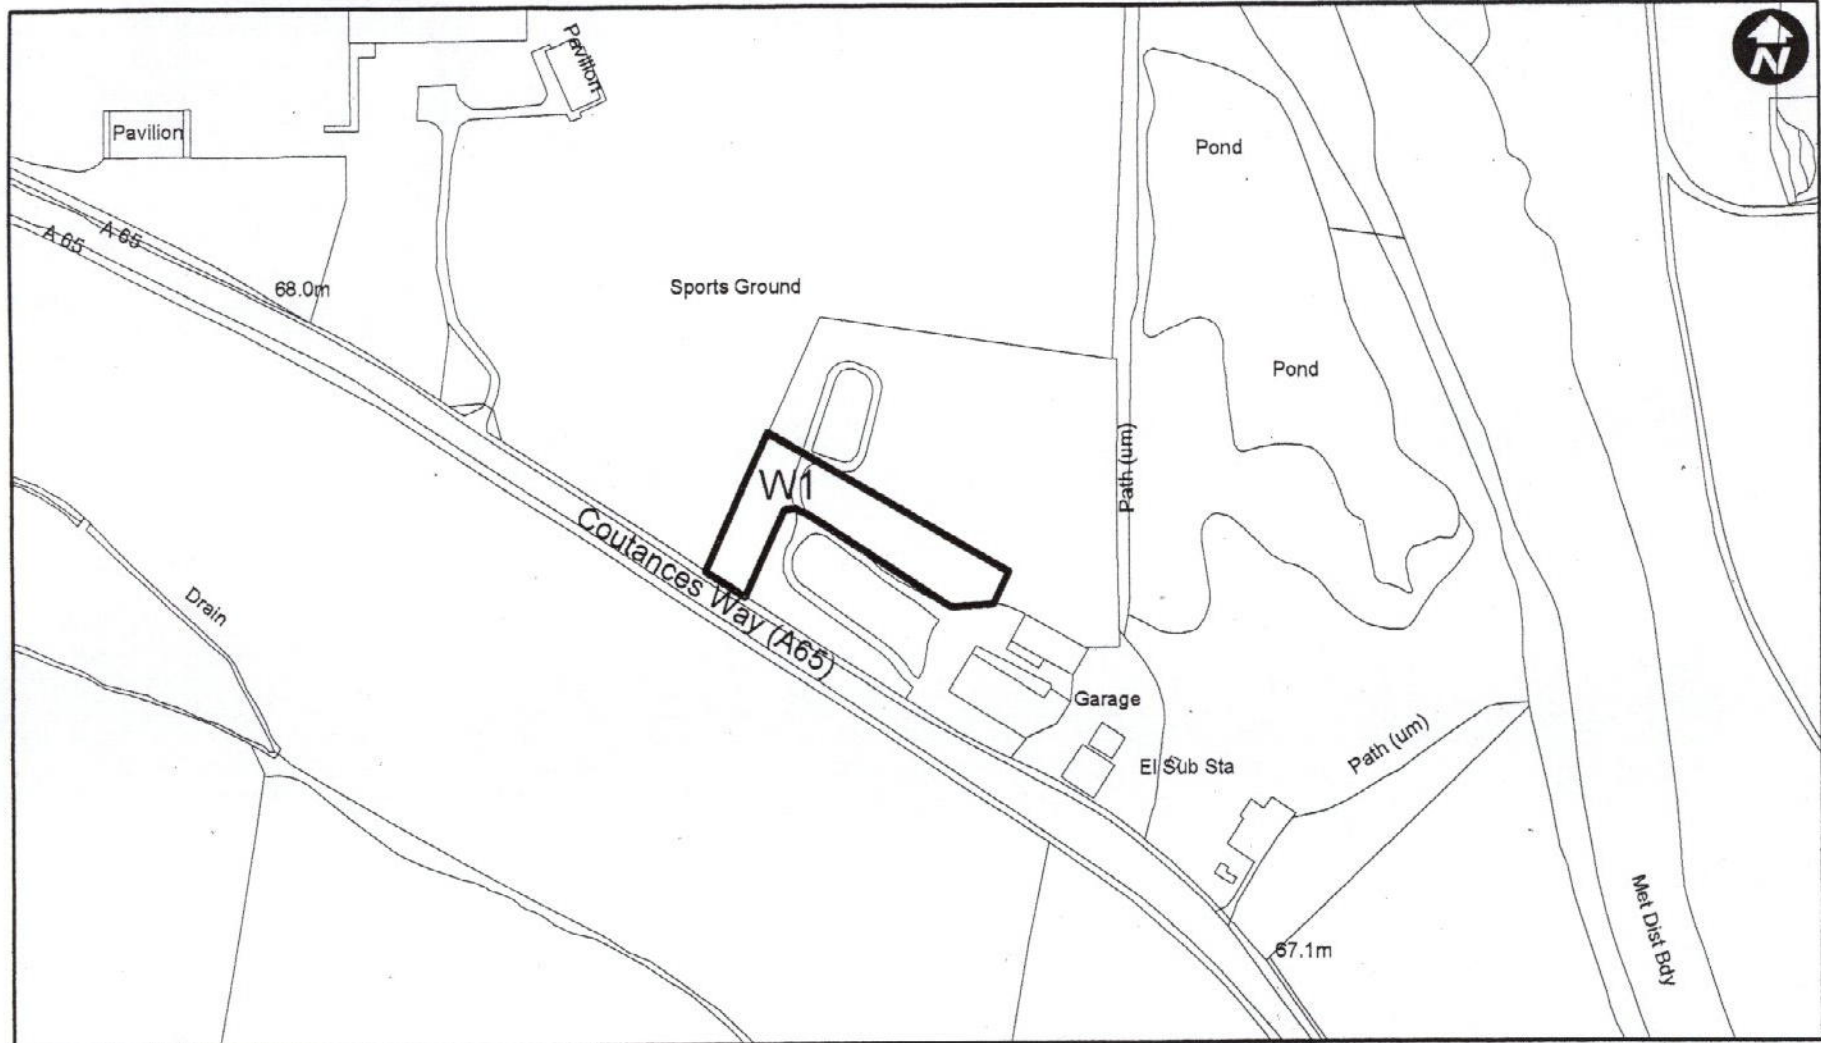 Pavilion
N
Pavilion
Pond
A 65
A 65
68.0m
Sports Ground
Pond
Path (um)
W1
Coutances Way (A65)
Drain
Garage
Path (um)
El Sub Sta
Met Dist Bdy
67.1m